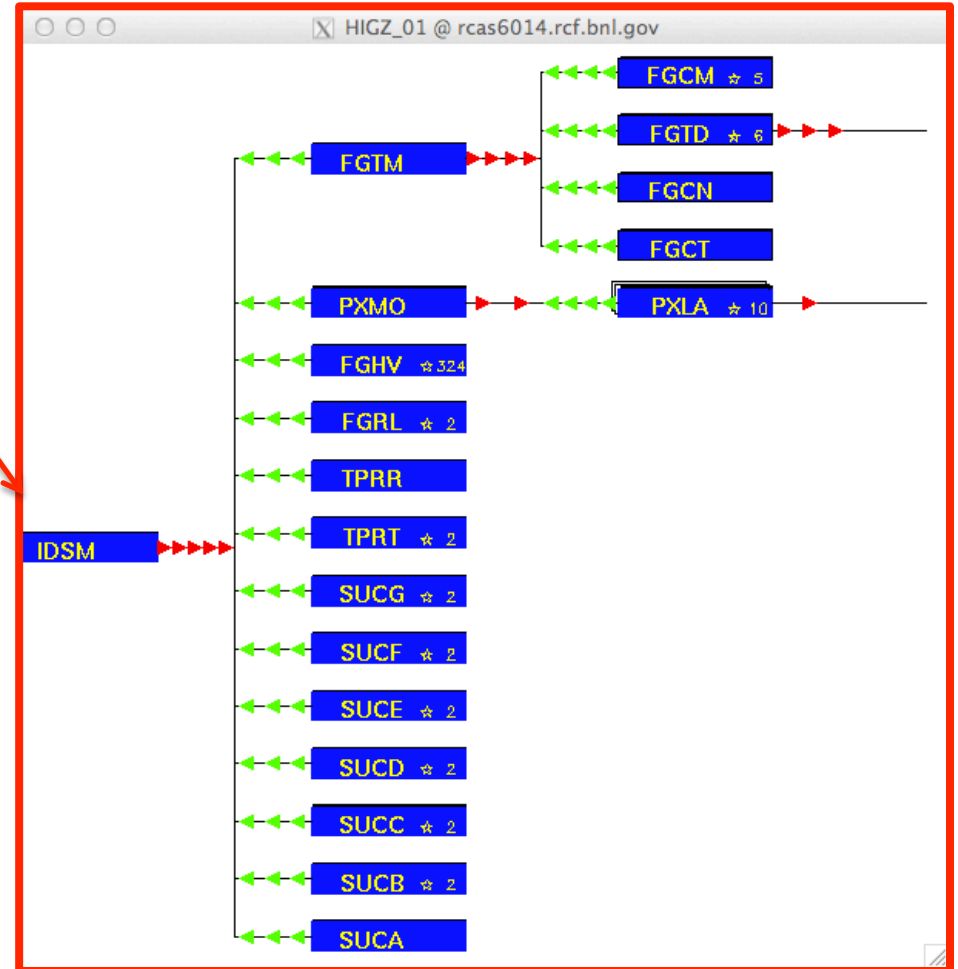 HIGZ_01 @ rcas6014.rcf.bnl.gov
FGCM ☆ 5
FGTD ☆ 6
FGTM
FGCN
FGCT
PXMO
PXLA ☆ 10
FGHV ☆ 324
FGRL ☆ 2
TPRR
TPRT ☆ 2
IDSM
SUCG ☆ 2
SUCF ☆ 2
SUCE ☆ 2
SUCD ☆ 2
SUCC ☆ 2
SUCB ☆ 2
SUCA